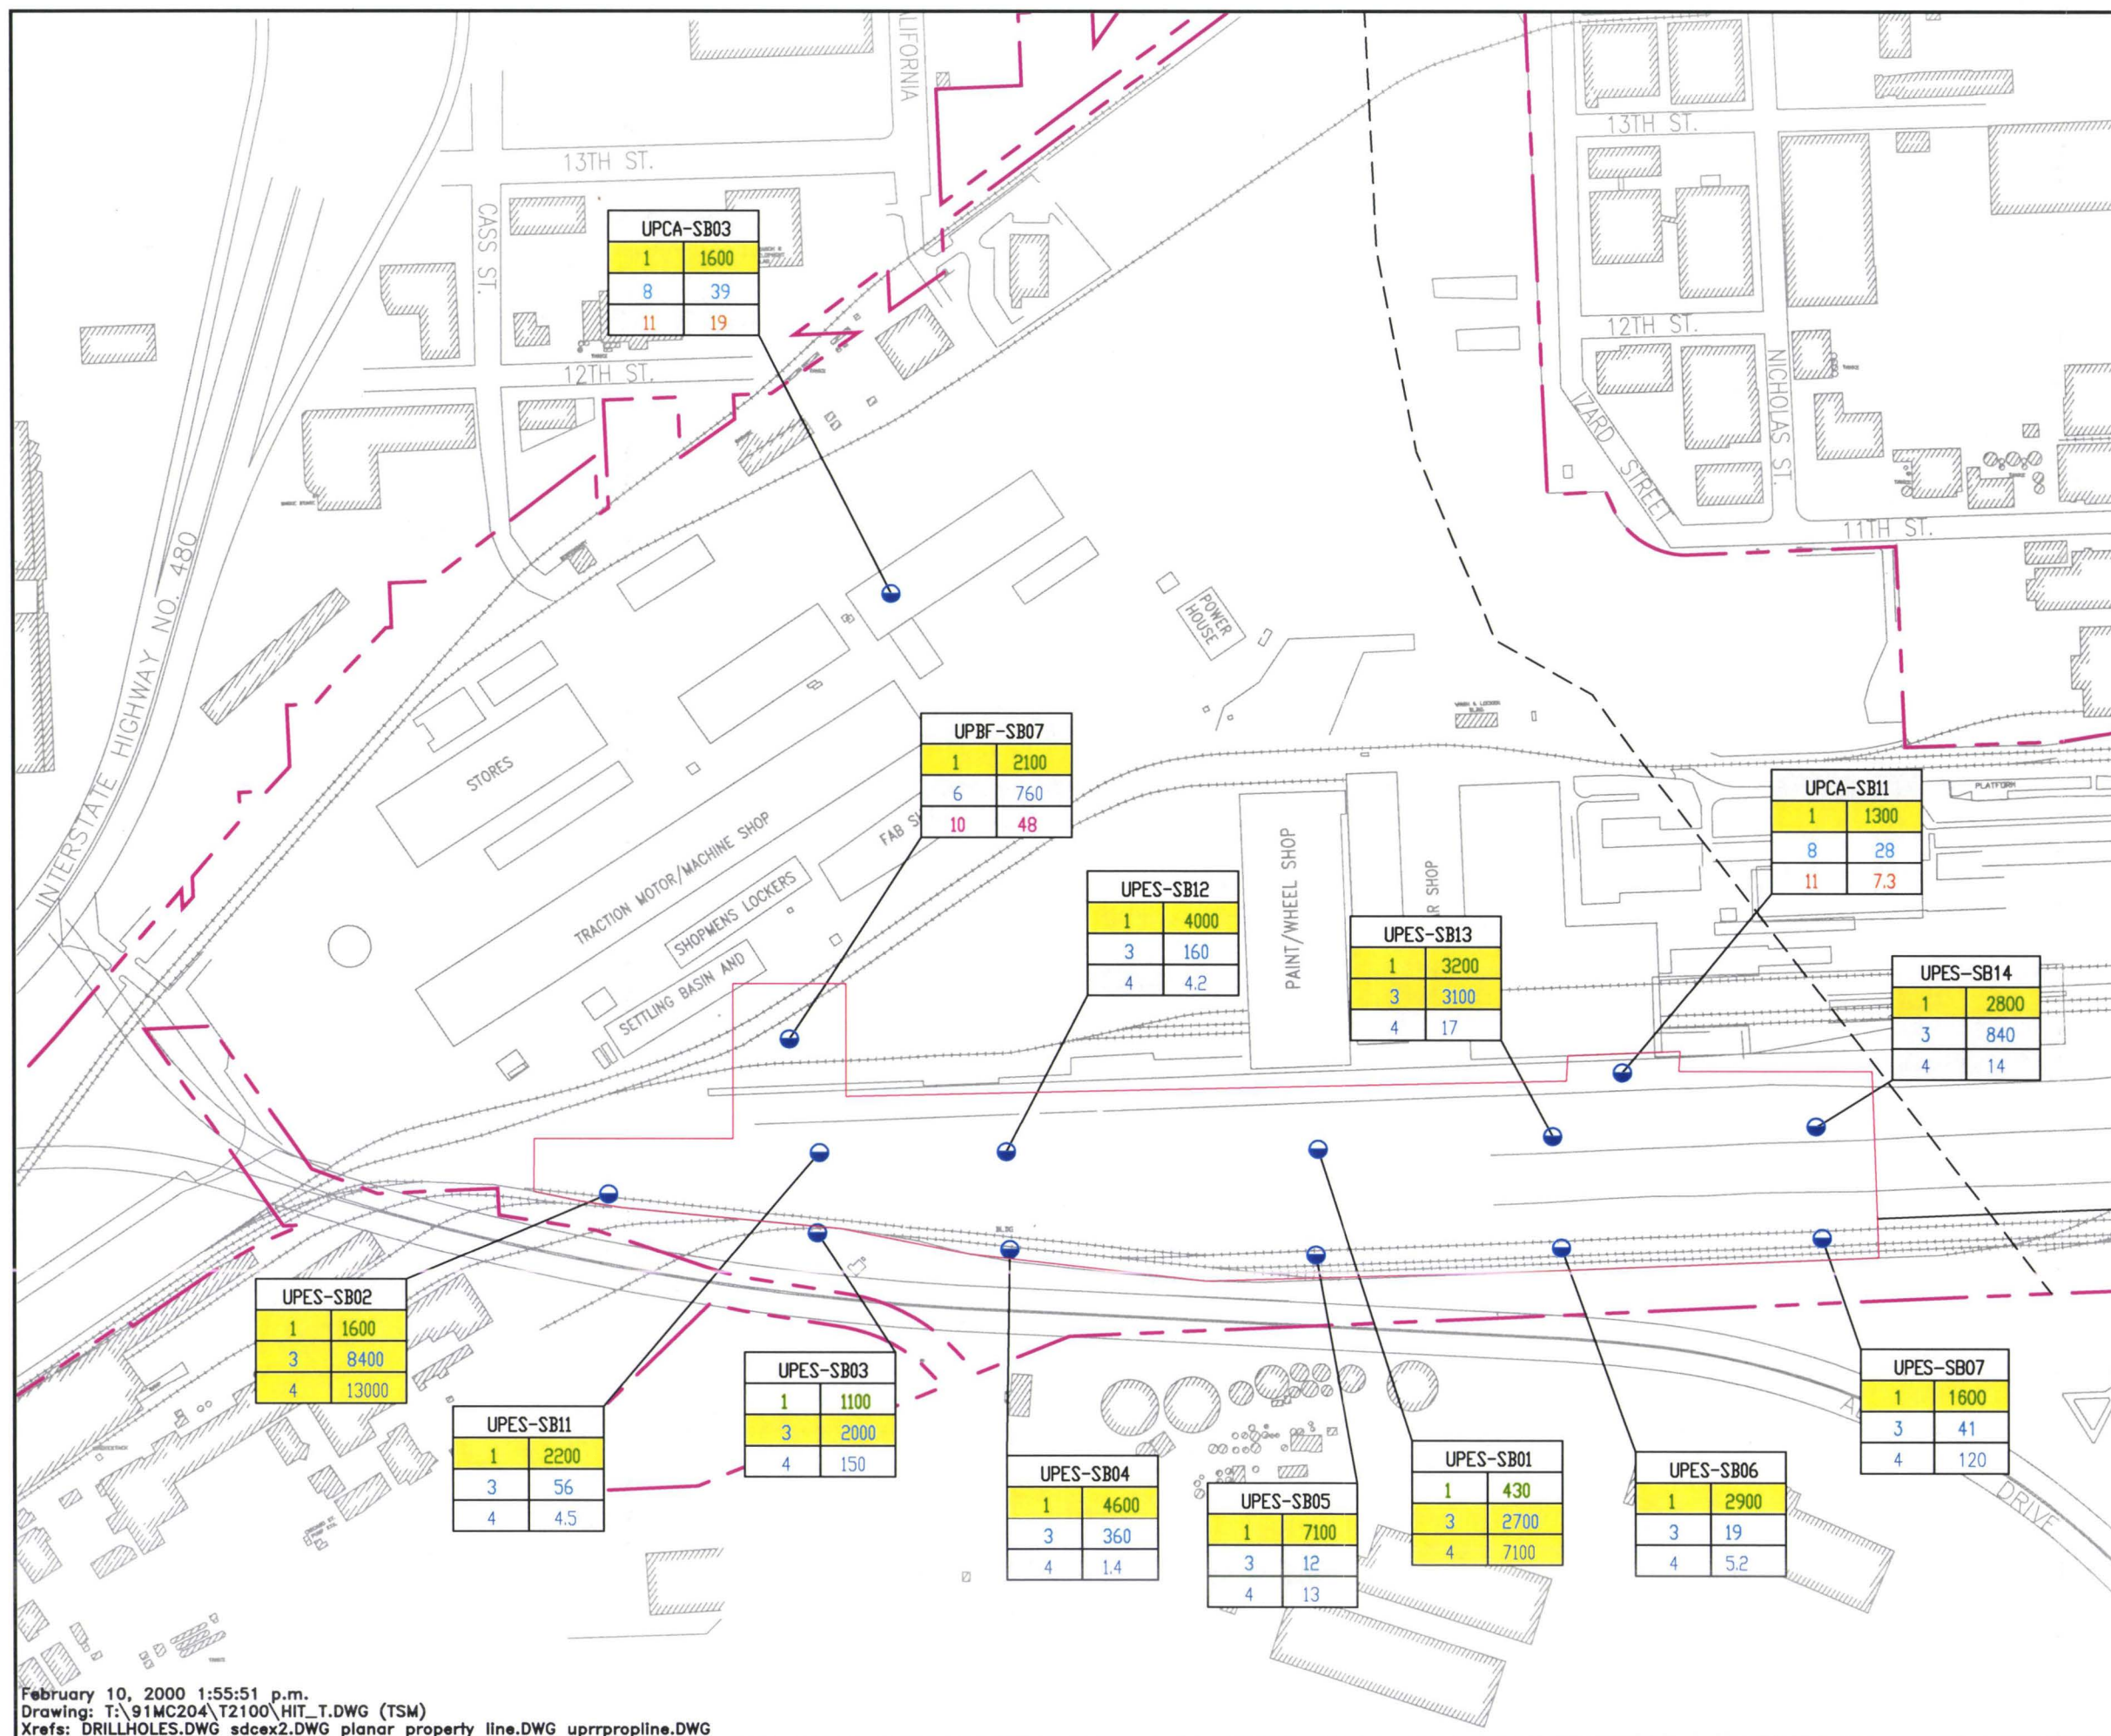 CALIFORNIA
13TH ST.
13TH ST.
CASS ST.
UPCA-SB03
1 1600
8 39
11 19
12TH ST.
12TH ST.
NICHOLAS ST.
IZARD STREET
11TH ST.
INTERSTATE HIGHWAY NO. 480
POWER
HOUSE
WASH & LOCKER
BLDG
STORES
UPBF-SB07
1 2100
6 760
10 48
UPCA-SB11
1 1300
8 28
11 7.3
PLATFORM
TRACTION MOTOR/MACHINE SHOP
FAB
SHOPMENS LOCKERS
SETTLING BASIN AND
PAINT/WHEEL SHOP
SHOP
UPES-SB12
1 4000
3 160
4 4.2
UPES-SB13
1 3200
3 3100
4 17
UPES-SB14
1 2800
3 840
4 14
BLDG
UPES-SB02
1 1600
3 8400
4 13000
UPES-SB11
1 2200
3 56
4 4.5
UPES-SB03
1 1100
3 2000
4 150
UPES-SB04
1 4600
3 360
4 1.4
UPES-SB05
1 7100
3 12
4 13
UPES-SB01
1 430
3 2700
4 7100
UPES-SB06
1 2900
3 19
4 5.2
UPES-SB07
1 1600
3 41
4 120
DRIVE
February 10, 2000 1:55:51 p.m.
Drawing: T:\91MC204\T2100\HIT_T.DWG (TSM)
Xrefs: DRILLHOLES.DWG sdcex2.DWG planar property line.DWG uprrpropline.DWG